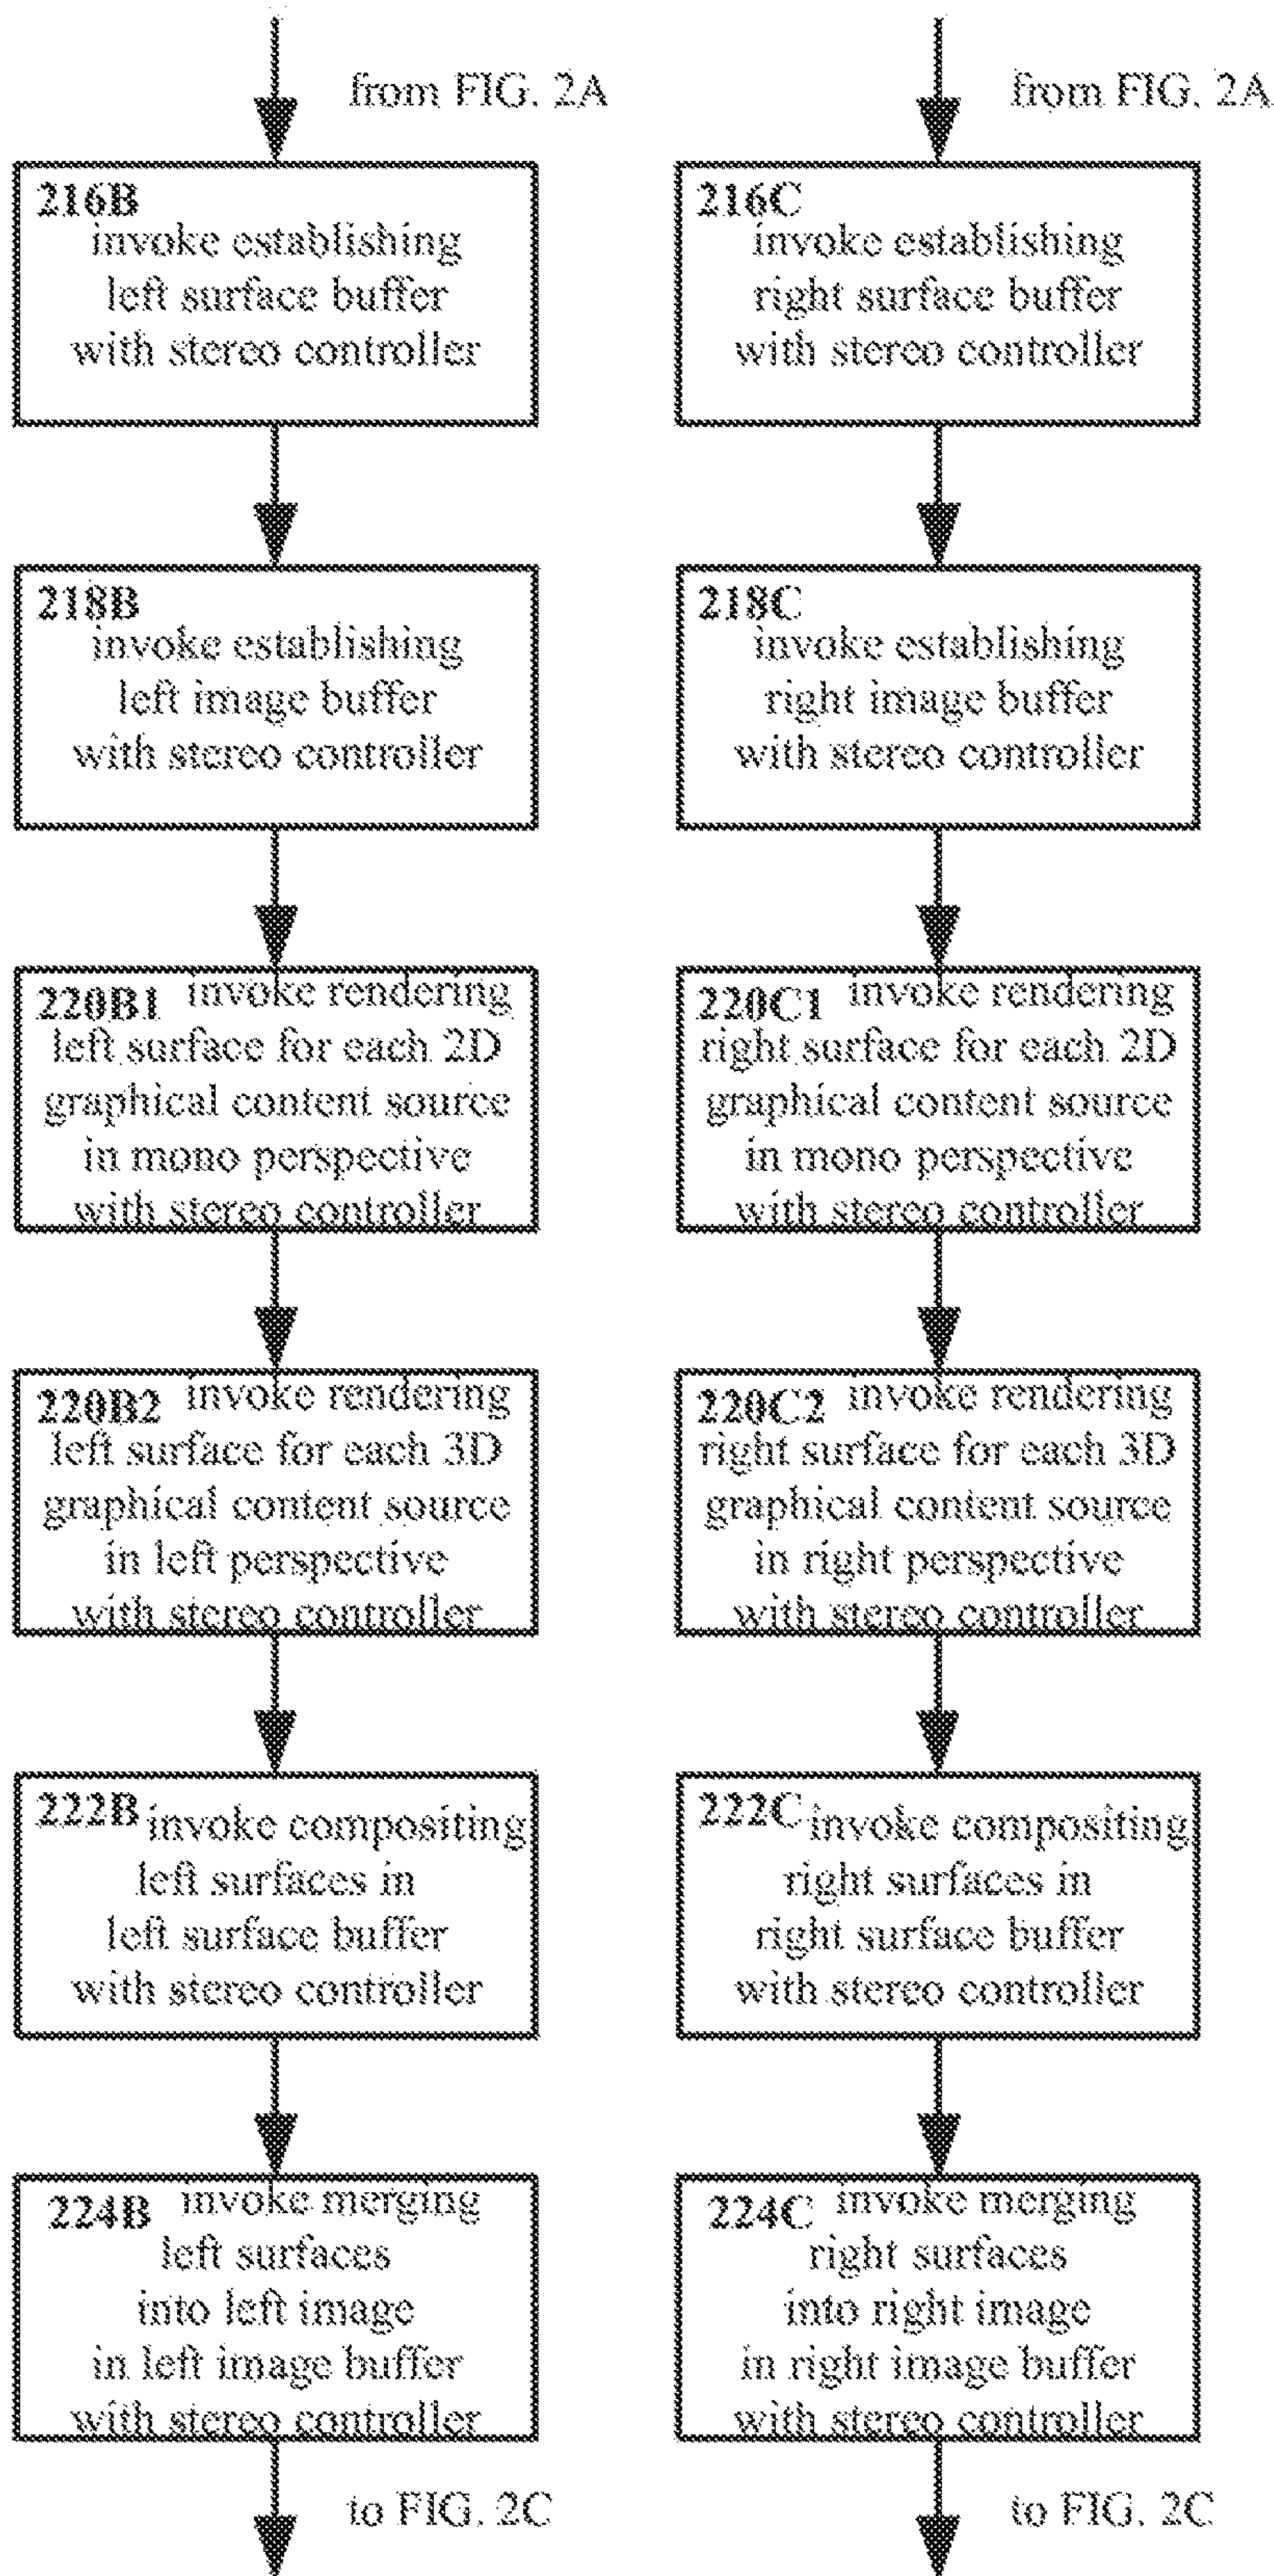 from FIG. 2A
216B
invoke establishing
left surface buffer
with stereo controller
218B
invoke establishing
left image buffer
with stereo controller
220B1 invoke rendering
left surface for each 2D
graphical content source
in mono perspective
with stereo controller
220B2 invoke rendering
left surface for each 3D
graphical content source
in left perspective
with stereo controller
222B invoke compositing
left surfaces in
left surface buffer
with stereo controller
224B invoke merging
left surfaces
into left image
in left image buffer
with stereo controller
to FIG. 2C
from FIG. 2A
216C
invoke establishing
right surface buffer
with stereo controller
218C
invoke establishing
right image buffer
with stereo controller
220C1 invoke rendering
right surface for each 2D
graphical content source
in mono perspective
with stereo controller
220C2 invoke rendering
right surface for each 3D
graphical content source
in right perspective
with stereo controller
222C invoke compositing
right surfaces in
right surface buffer
with stereo controller
224C invoke merging
right surfaces
into right image
in right image buffer
with stereo controller
to FIG. 2C